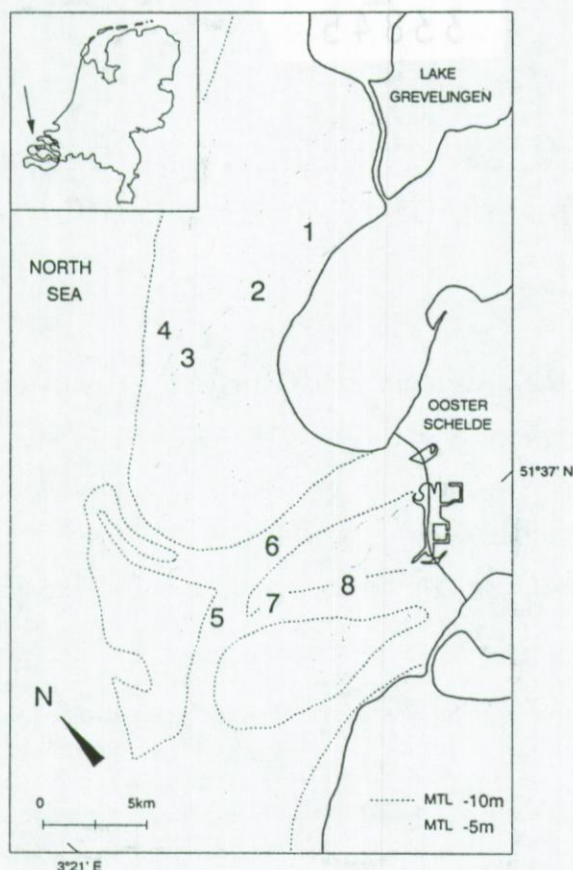 LAKE
GREVELINGEN
1
NORTH
SEA
2
4
3
OOSTER
SCHELDE
51°37' N
6
8
7
5
N
0 5km
MTL -10m
MTL -5m
3°21' E